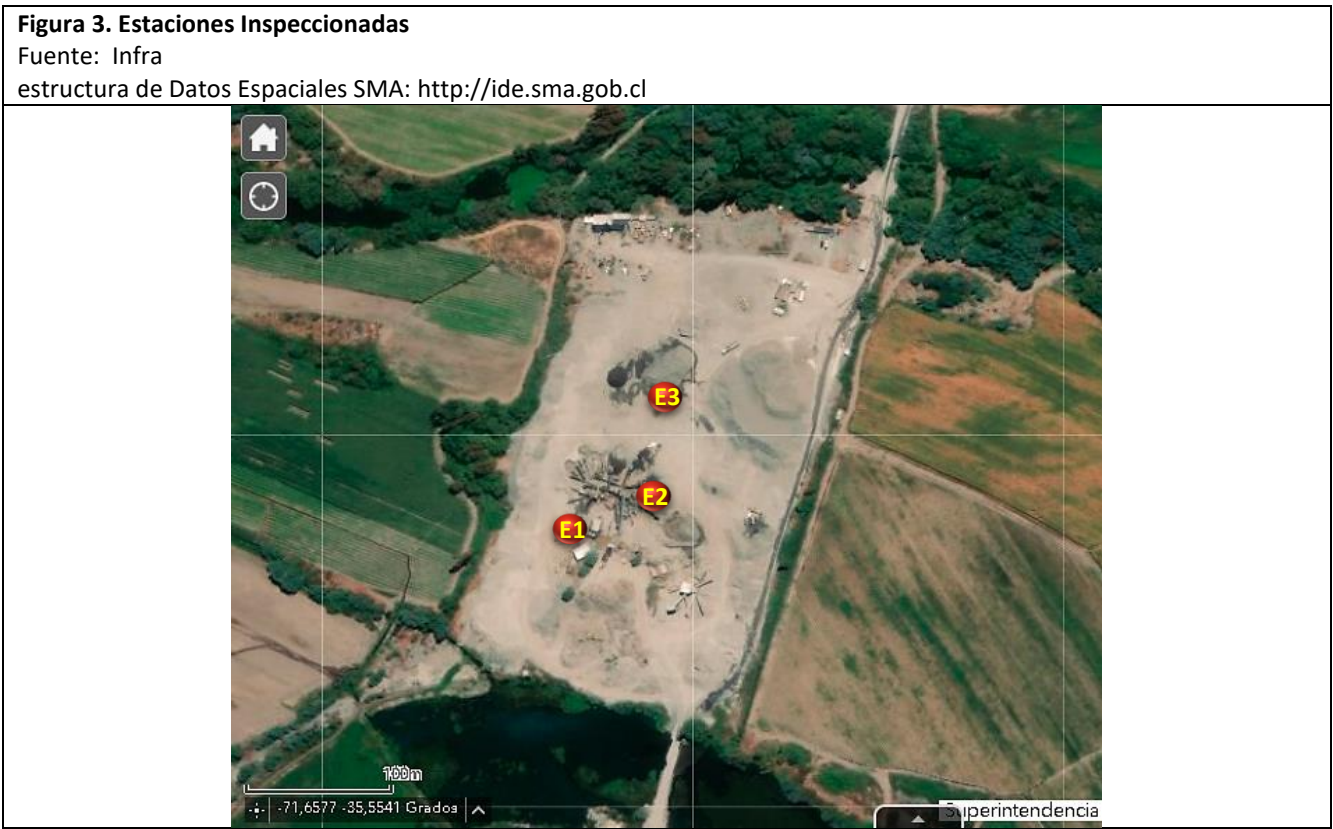 Figura 3. Estaciones Inspeccionadas
Fuente: Infra
estructura de Datos Espaciales SMA: http://ide.sma.gob.cl
E3
E2
E1
100m
-71,6577 -35,5541 Grados
Superintendencia